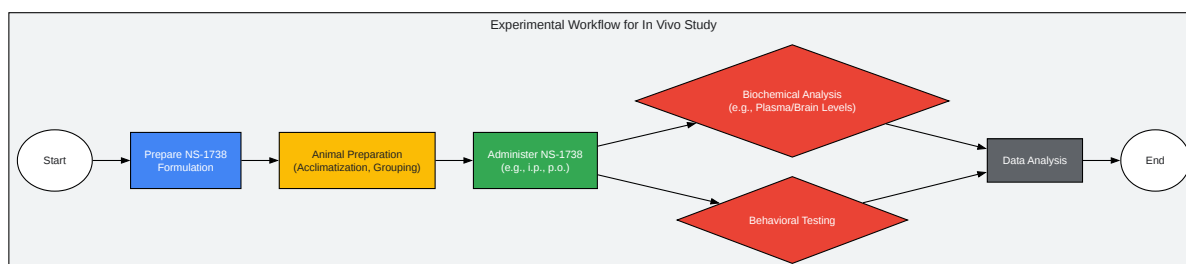 Experimental Workflow for In Vivo Study
Start
Prepare NS-1738
Formulation
Animal Preparation
(Acclimatization, Grouping)
Administer NS-1738
(e.g., i.p., p.o.)
Biochemical Analysis
(e.g., Plasma/Brain Levels)
Behavioral Testing
Data Analysis
End